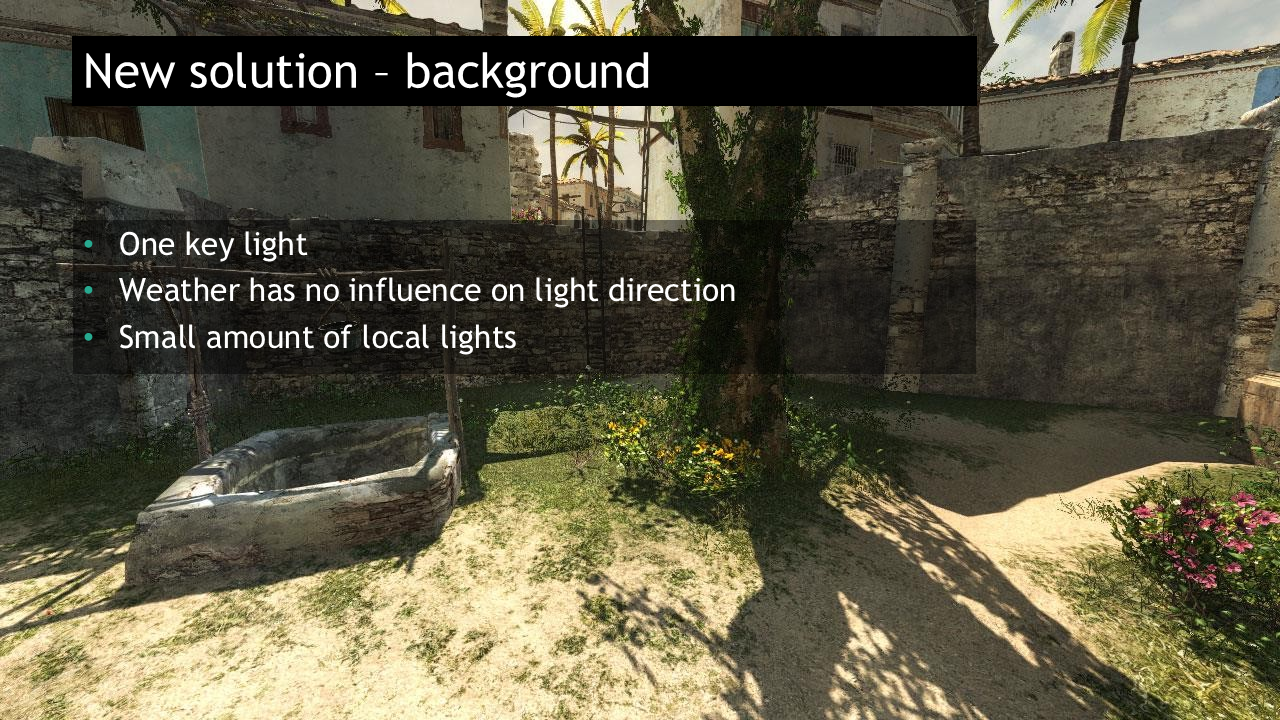 New solution – background
• One key light
• Weather has no influence on light direction
• Small amount of local lights